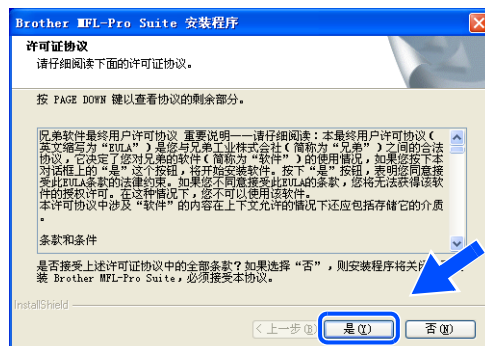 Brother MFL-Pro Suite 安装程序
许可证协议
请仔细阅读下面的许可证协议。
按 PAGE DOWN 键以查看协议的剩余部分。
兄弟软件最终用户许可协议 重要说明——请仔细阅读：本最终用户许可协议(
英文缩写为“EULA”)是您与兄弟工业株式会社(简称为“兄弟”)之间的合法
协议，它决定了您对兄弟的软件(简称为“软件”)的使用情况，如果您按下本
对话框上的“是”这个按钮，将开始安装软件。按下“是”按钮，表明您同意接
受此EULA条款的法律约束。如果您不同意接受此EULA的条款，您将无法获得该软
件的授权许可。在这种情况下，您不可以使用该软件。
本许可协议中涉及“软件”的内容在上下文允许的情况下还应包括存储它的介质
。
条款和条件
是否接受上述许可证协议中的全部条款？如果选择“否”，则安装程序将关
装 Brother MFL-Pro Suite，必须接受本协议。
InstallShield
< 上一步(B)
是(Y)
否(N)